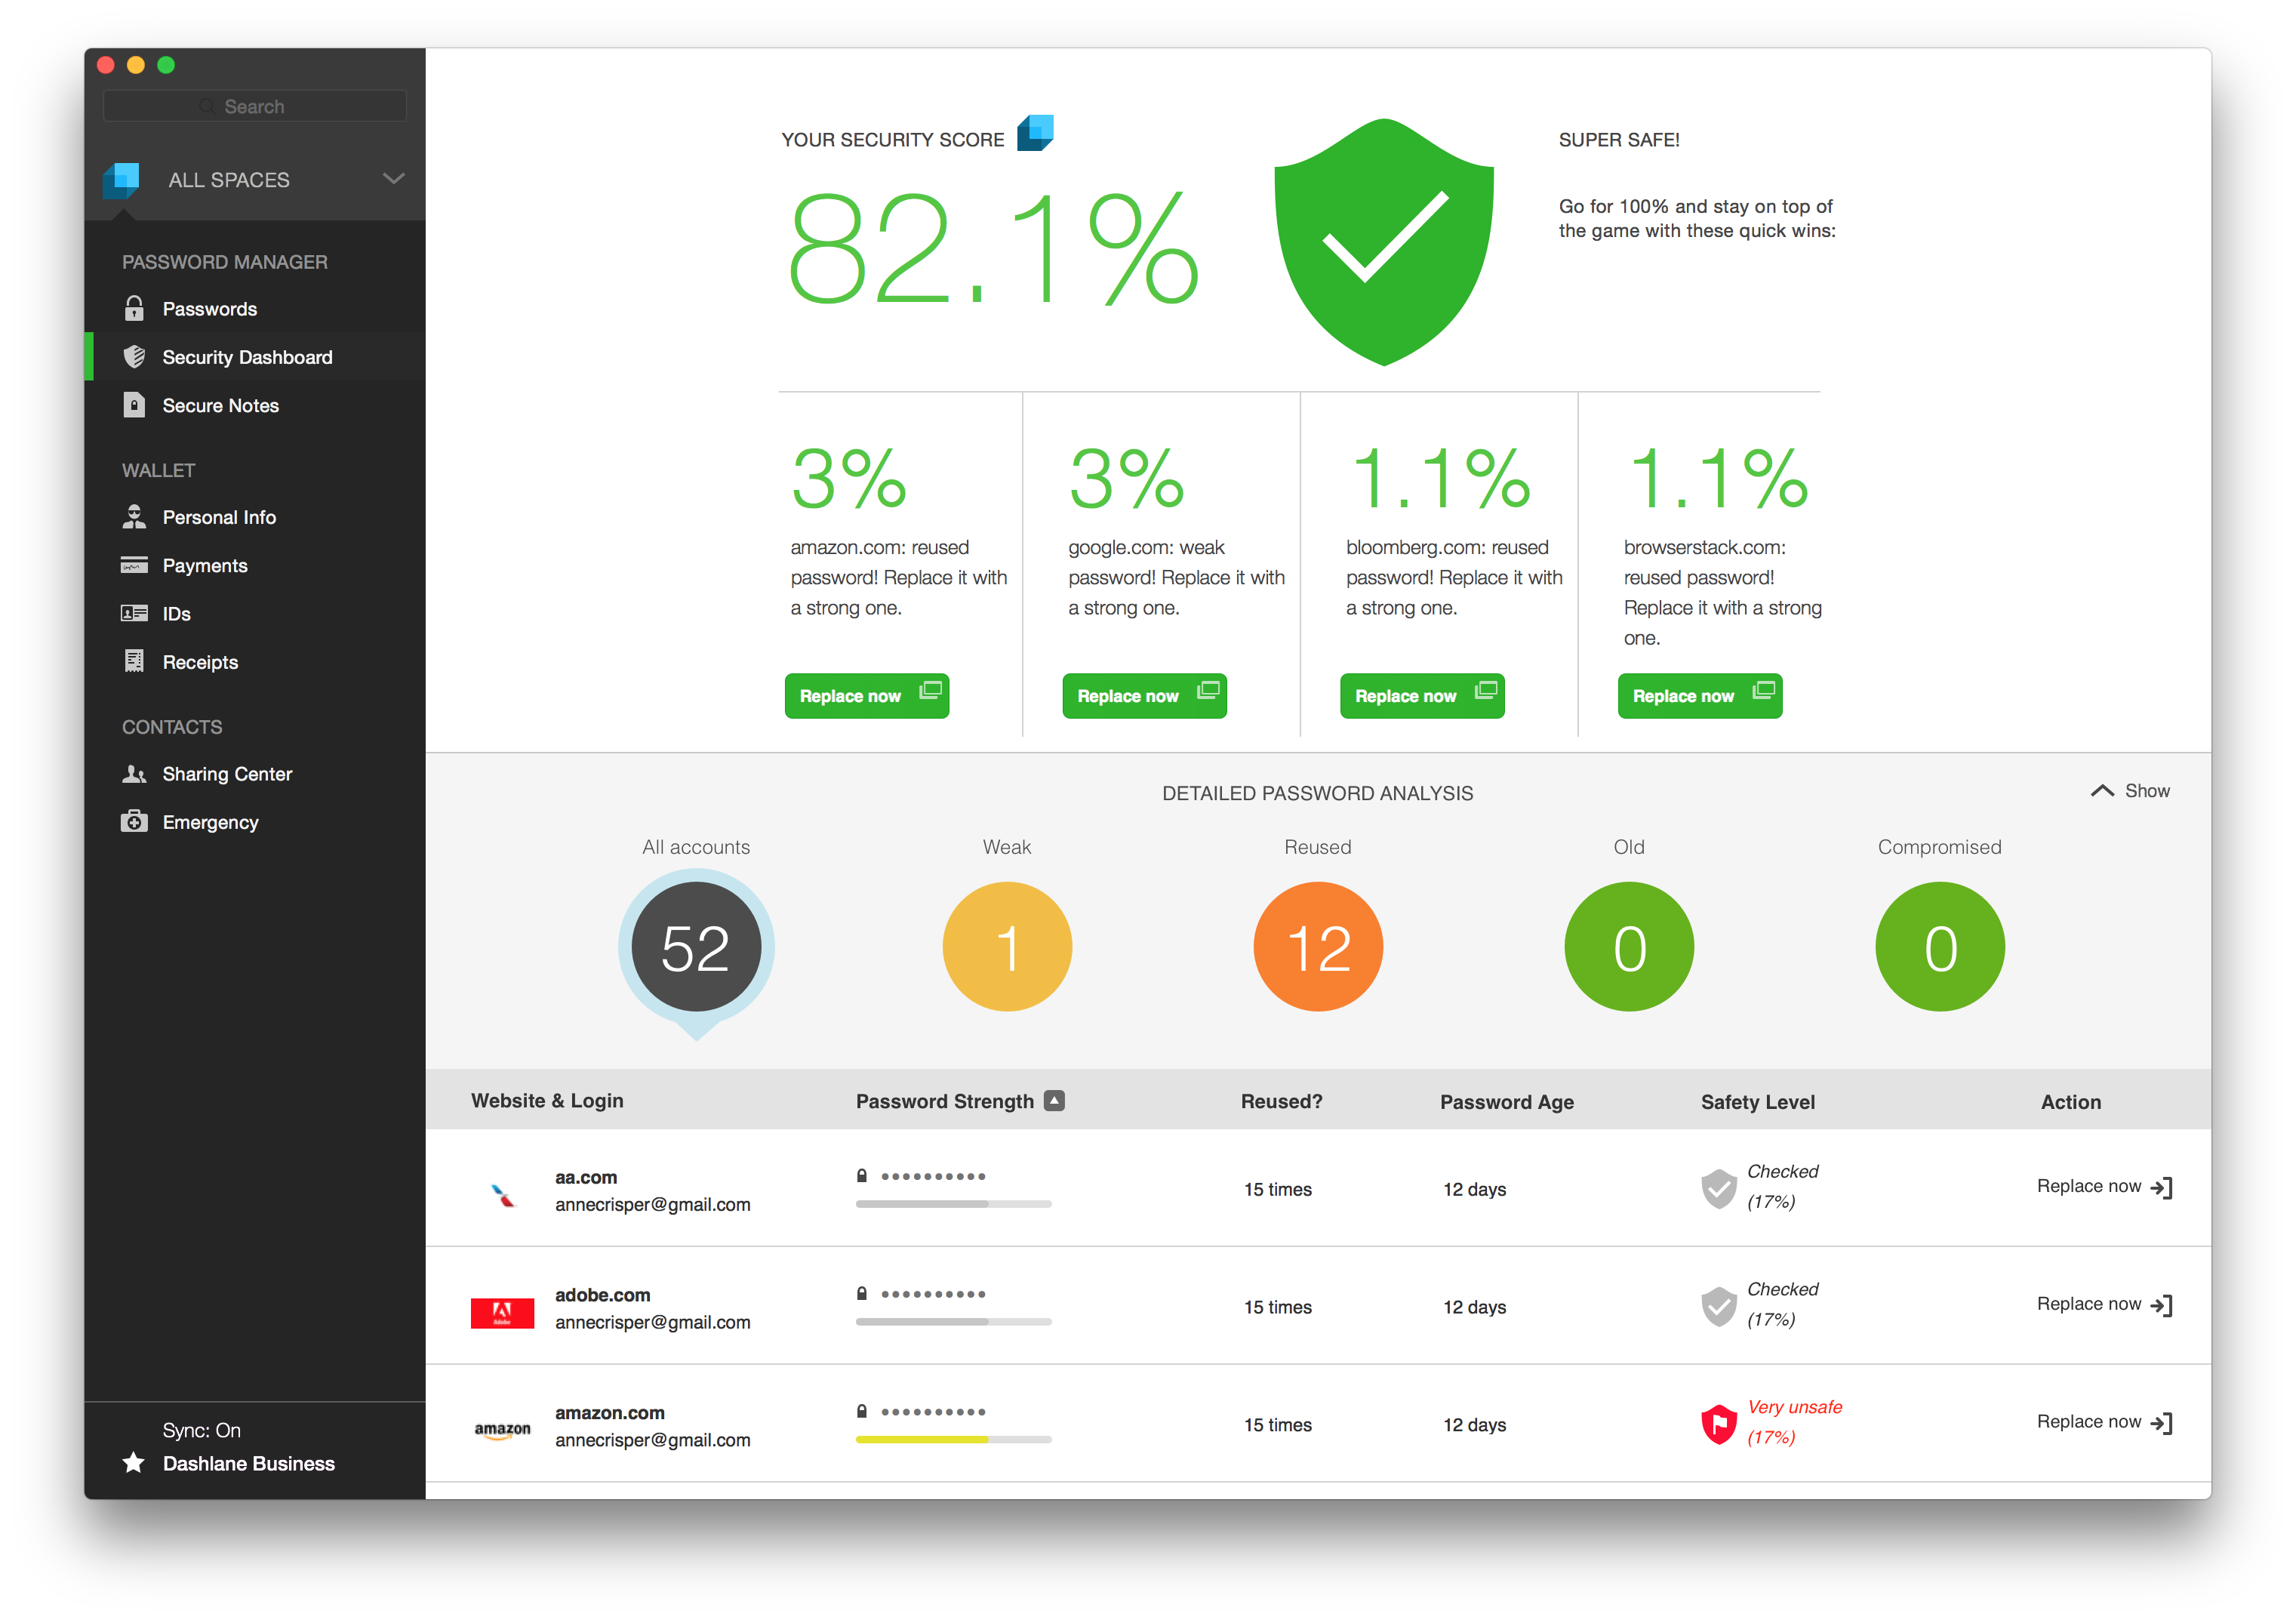 Search
ALL SPACES
PASSWORD MANAGER
Passwords
Security Dashboard
Secure Notes
WALLET
Personal Info
Payments
IDs
Receipts
CONTACTS
Sharing Center
Emergency
Sync: On
Dashlane Business
YOUR SECURITY SCORE
82.1%
SUPER SAFE!
Go for 100% and stay on top of
the game with these quick wins:
3%
amazon.com: reused
password! Replace it with
a strong one.
Replace now
3%
google.com: weak
password! Replace it with
a strong one.
Replace now
1.1%
bloomberg.com: reused
password! Replace it with
a strong one.
Replace now
1.1%
browserstack.com:
reused password!
Replace it with a strong
one.
Replace now
DETAILED PASSWORD ANALYSIS
Show
All accounts
52
Weak
1
Reused
12
Old
0
Compromised
0
Website & Login Password Strength Reused? Password Age Safety Level Action
aa.com
annecrisper@gmail.com
15 times
12 days
Checked
(17%)
Replace now
Adobe
adobe.com
annecrisper@gmail.com
15 times
12 days
Checked
(17%)
Replace now
amazon
amazon.com
annecrisper@gmail.com
15 times
12 days
Very unsafe
(17%)
Replace now